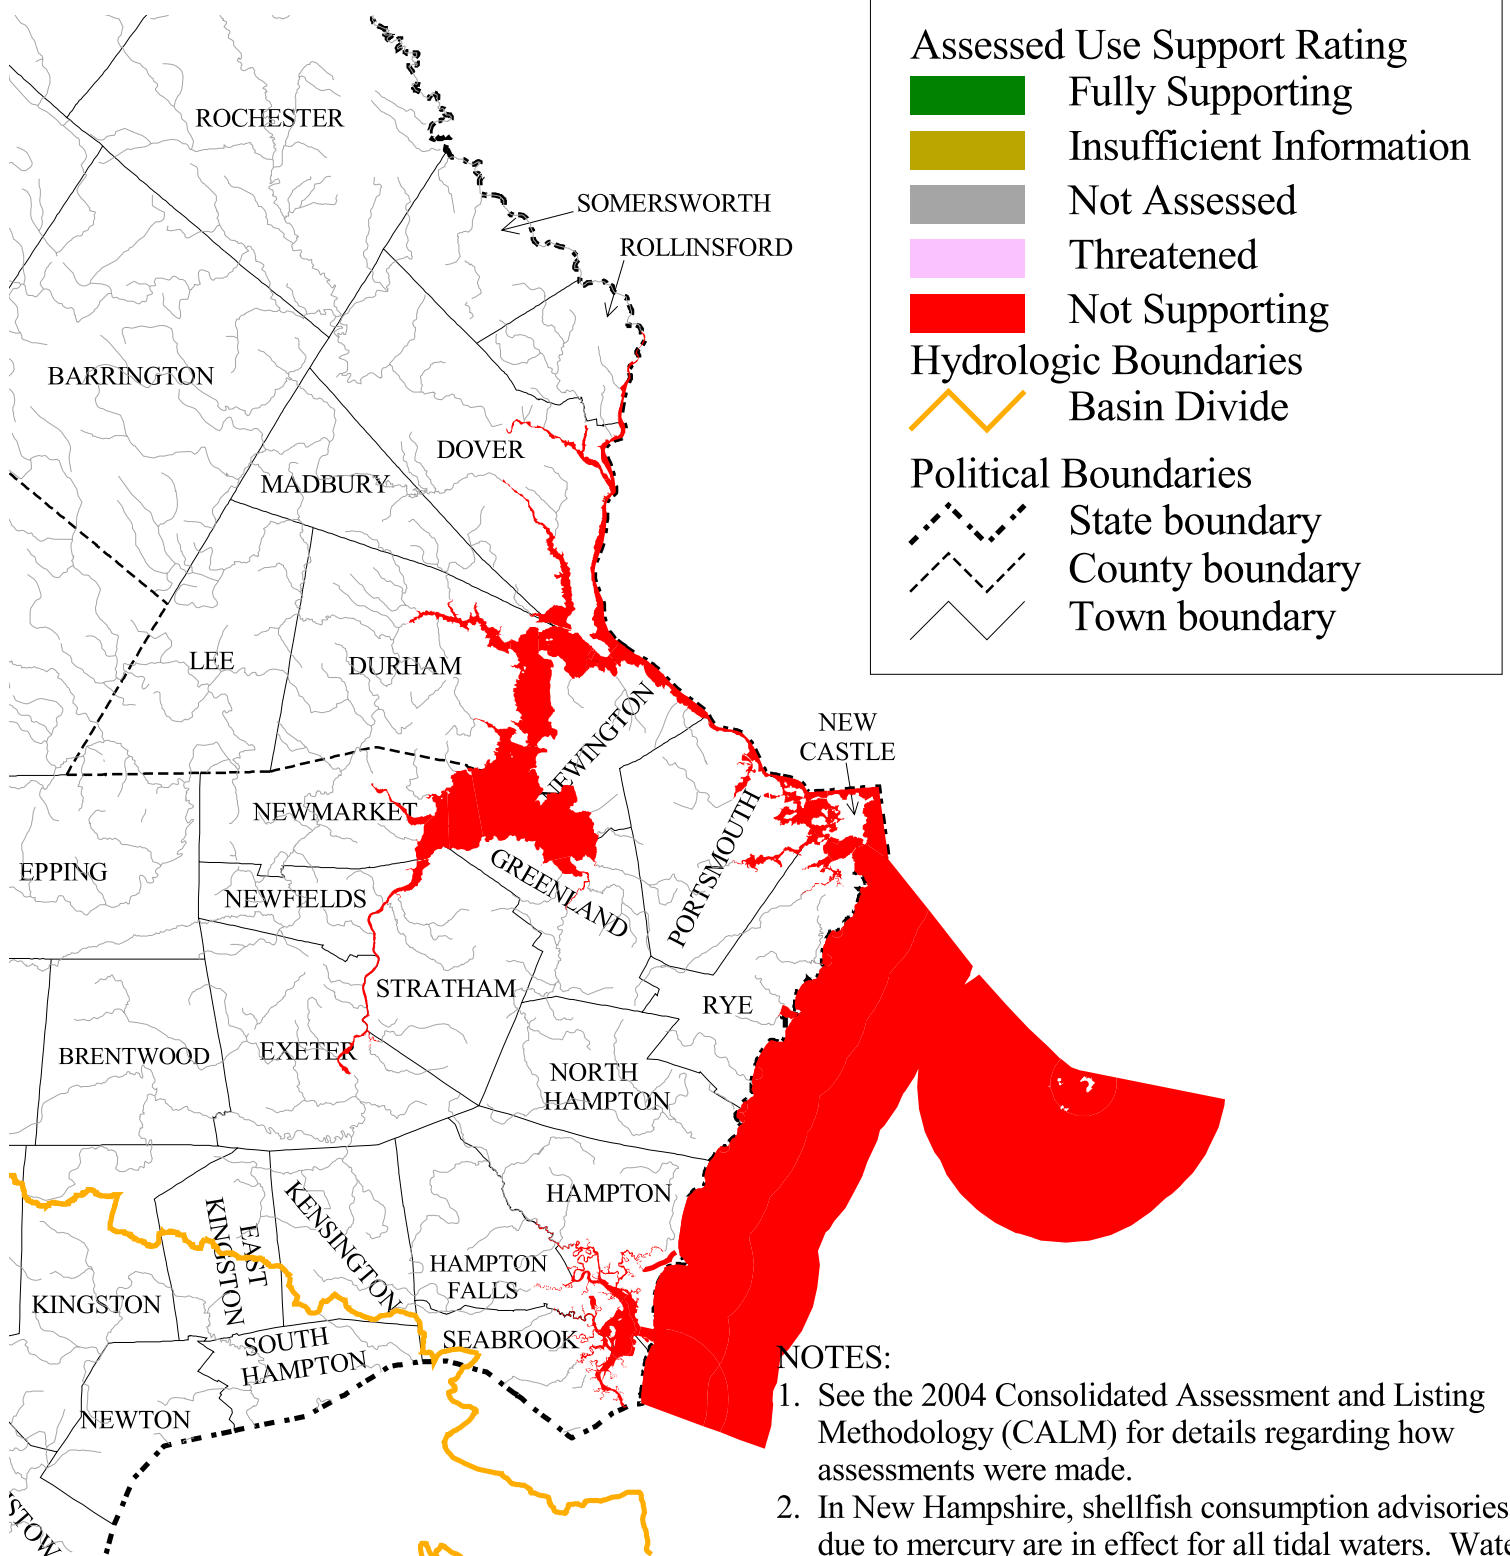 Assessed Use Support Rating
Fully Supporting
Insufficient Information
Not Assessed
Threatened
Not Supporting
Hydrologic Boundaries
Basin Divide
Political Boundaries
State boundary
County boundary
Town boundary
ROCHESTER
SOMERSWORTH
ROLLINSFORD
BARRINGTON
DOVER
MADBURY
LEE
DURHAM
NEWINGTON
NEW
CASTLE
NEWMARKET
PORTSMOUTH
EPPING
GREENLAND
NEWFIELDS
STRATHAM
RYE
BRENTWOOD
EXETER
NORTH
HAMPTON
HAMPTON
KENSINGTON
EAST
KINGSTON
HAMPTON
FALLS
KINGSTON
SOUTH
HAMPTON
SEABROOK
NEWTON
STOW
NOTES:
1. See the 2004 Consolidated Assessment and Listing
Methodology (CALM) for details regarding how
assessments were made.
2. In New Hampshire, shellfish consumption advisories
due to mercury are in effect for all tidal waters. Wat